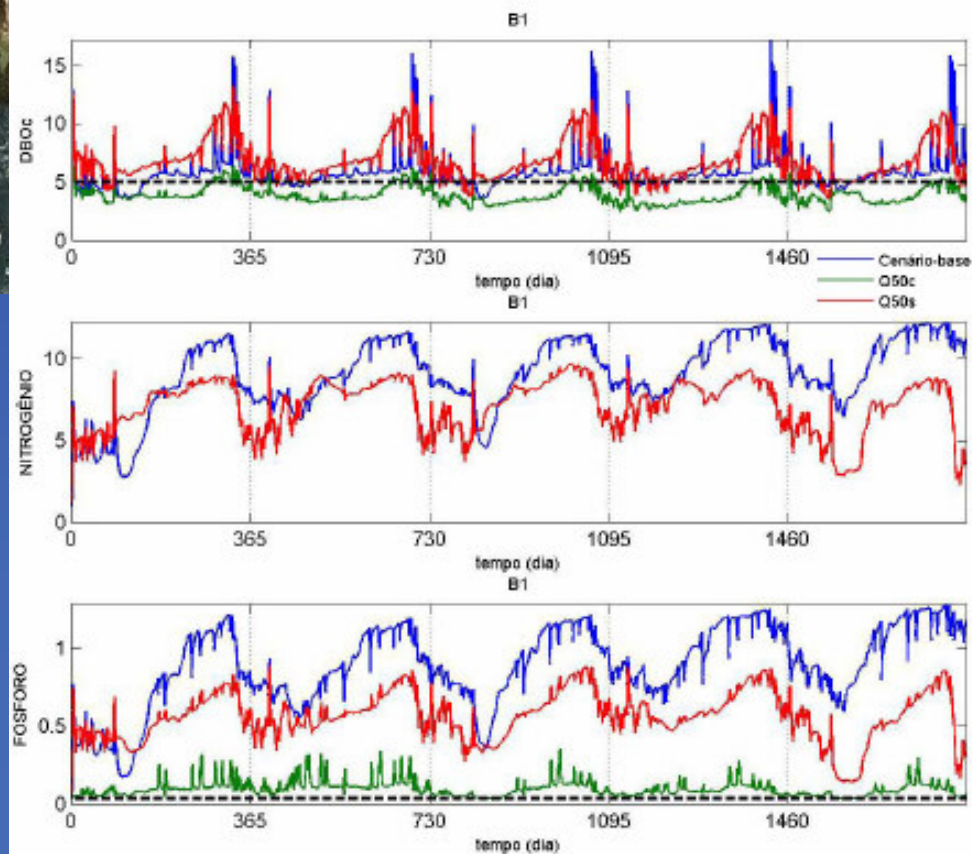 B1
15
10
5
0
DBOc
0 365 730 1095 1460
tempo (dia)
Cenário-base
Q50c
Q50s
B1
10
5
0
NITROGÊNIO
0 365 730 1095 1460
tempo (dia)
B1
1
0.5
0
FOSFORO
0 365 730 1095 1460
tempo (dia)